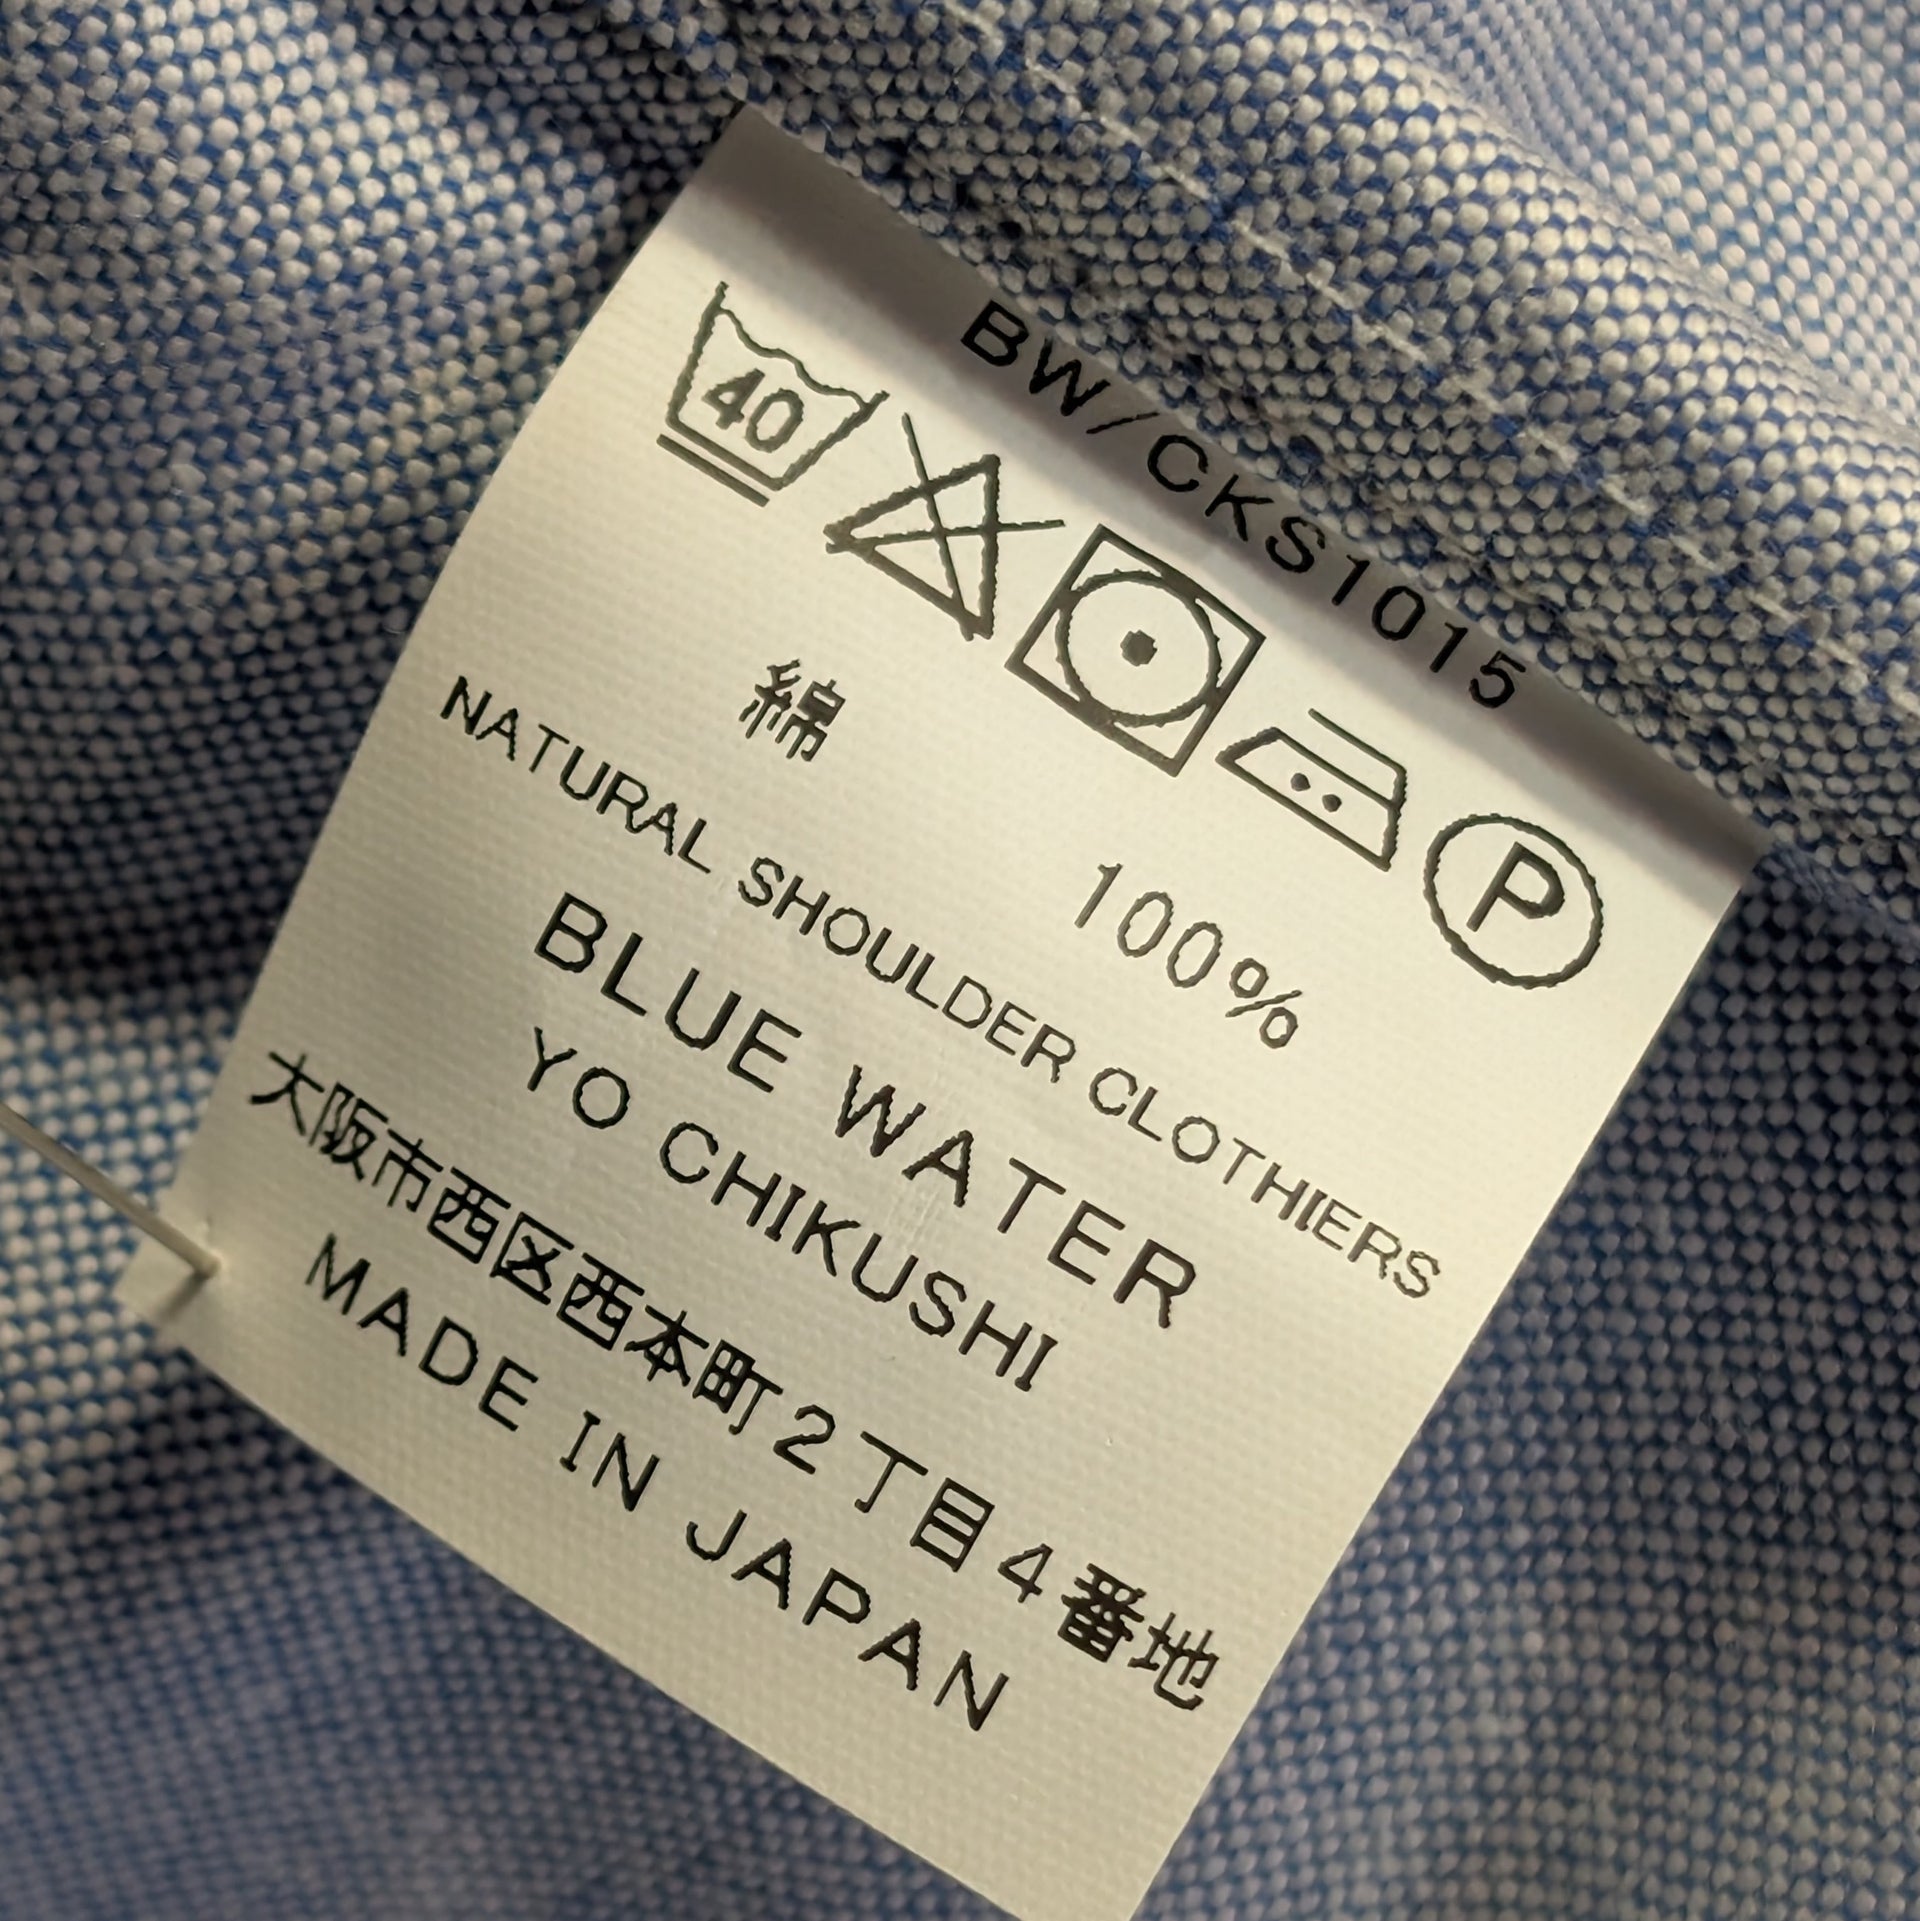 BW/CKS1015
40
P
綿 100%
NATURAL SHOULDER CLOTHIERS
BLUE WATER
YO CHIKUSHI
大阪市西区西本町2丁目4番地
MADE IN JAPAN